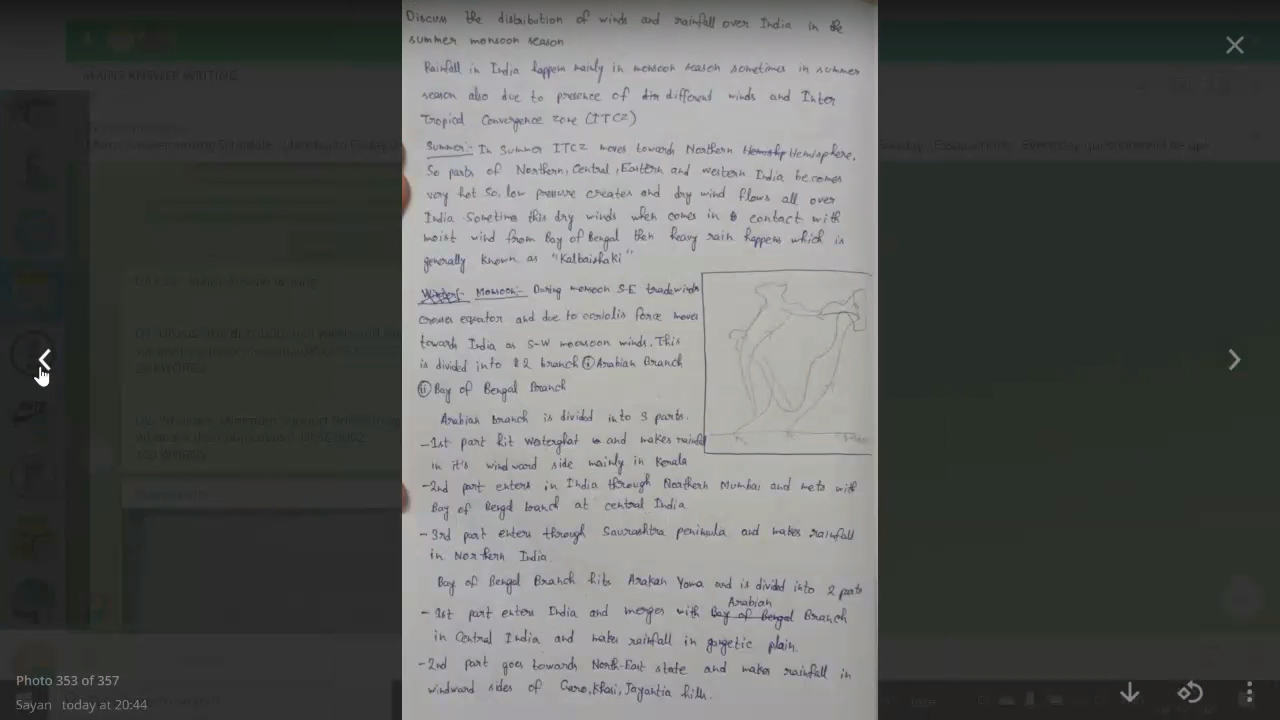 Discuss the distribution of winds and rainfall over India in the
summer monsoon season
Rainfall in India happens mainly in monsoon season sometimes in summer
season also due to presence of different winds and Inter
Tropical Convergence Zone (ITCZ)
Summer:- In Summer ITCZ moves towards Northern Hemisphere.
So parts of Northern, Central, Eastern and western India becomes
very hot So, low pressure creates and dry wind flows all over
India Sometime this dry winds when comes in contact with
moist wind from Bay of Bengal then heavy rain happens which is
generally known as "Kalbaishaki"
Monsoon:- During monsoon S-E tradewinds
crosses equator and due to coriolis force moves
towards India as S-W moonsoon winds. This
is divided into 2 branch (i) Arabian Branch
(ii) Bay of Bengal Branch
Arabian Branch is divided into 3 parts.
-1st part hit Westerghat and makes rainfall
in it's windward side mainly in Kerala
-2nd part enters in India through Northern Mumbai and mets with
Bay of Bengal branch at central India
-3rd part enters through Saurashtra peninsula and makes rainfall
in Northern India.
Bay of Bengal Branch hits Arakan Yoma and is divided into 2 parts
Arabian
-1st part enters India and merges with Bay of Bengal Branch
in Central India and makes rainfall in gangetic plain.
-2nd part goes towards North-East state and makes rainfall in
windward sides of Garo, Khasi, Jayantia hills.
MAINS ANSWER WRITING
Photo 353 of 357
Sayan today at 20:44